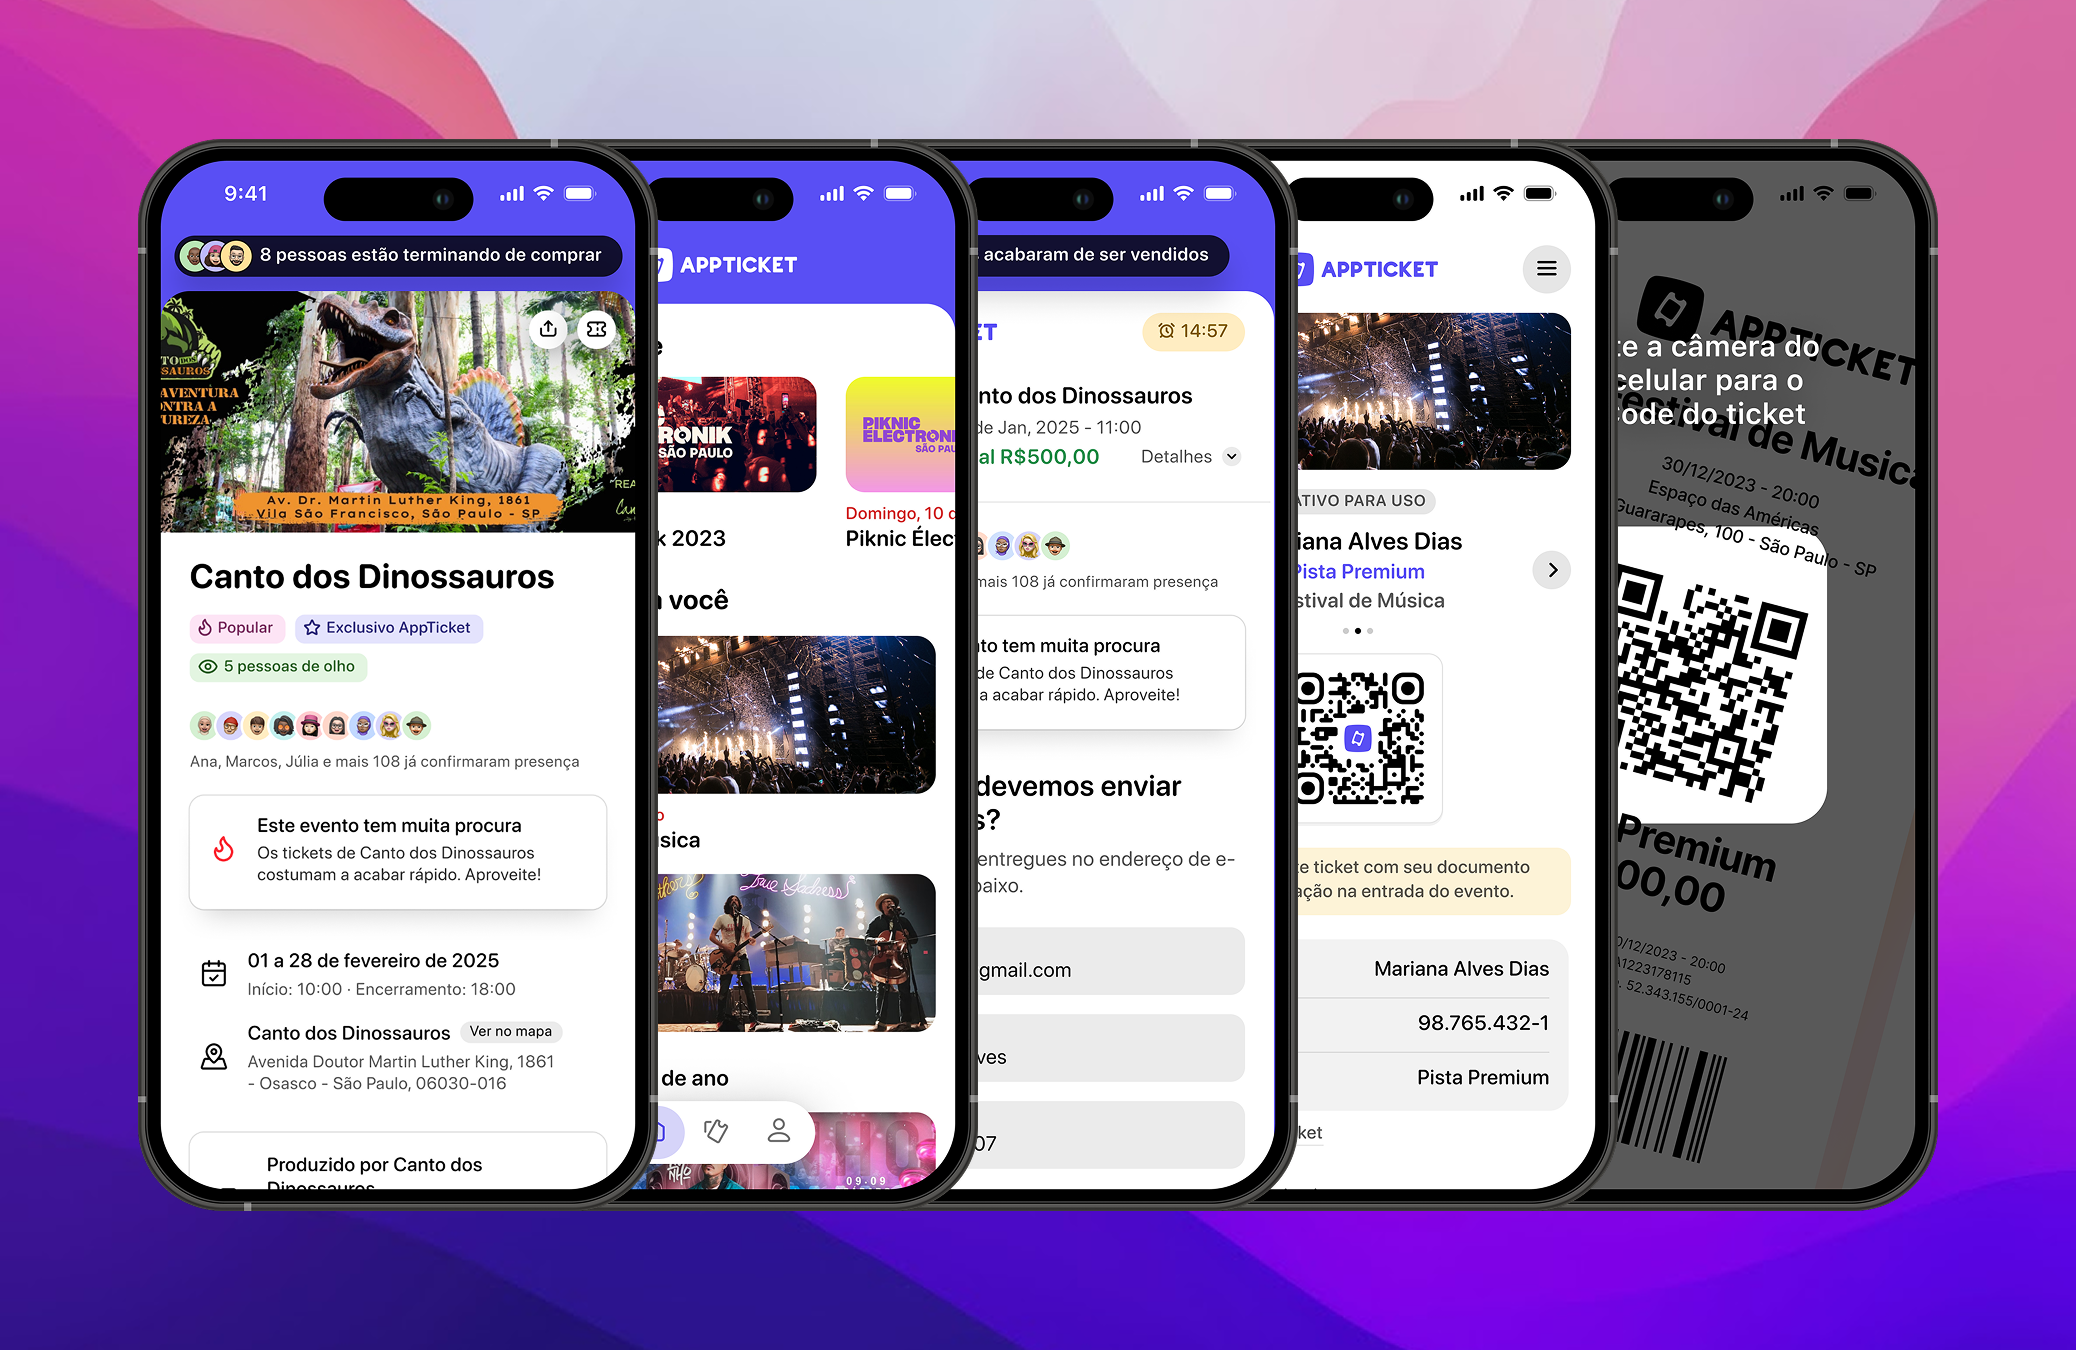 9:41
8 pessoas estão terminando de comprar
TO DOS
SAUROS
AVENTURA
NTRA A
UREZA
REA
Av. Dr. Martin Luther King, 1861
Vila São Francisco, São Paulo - SP
Canto dos Dinossauros
Popular
Exclusivo AppTicket
5 pessoas de olho
Ana, Marcos, Júlia e mais 108 já confirmaram presença
Este evento tem muita procura
Os tickets de Canto dos Dinossauros
costumam a acabar rápido. Aproveite!
01 a 28 de fevereiro de 2025
Início: 10:00 · Encerramento: 18:00
Canto dos Dinossauros
Ver no mapa
Avenida Doutor Martin Luther King, 1861
- Osasco - São Paulo, 06030-016
Produzido por Canto dos
Dinossauros
APPTICKET
e
RONIK
SÃO PAULO
PIKNIC
ELECTRONI
SÃO PAU
Domingo, 10 d
k 2023
Piknic Élec
a você
o
sica
True Sadness
de ano
NHO
HO
09.09
acabaram de ser vendidos
ET
14:57
nto dos Dinossauros
de Jan, 2025 - 11:00
al R$500,00
Detalhes
mais 108 já confirmaram presença
nto tem muita procura
de Canto dos Dinossauros
a acabar rápido. Aproveite!
devemos enviar
s?
entregues no endereço de e-
baixo.
gmail.com
ves
07
APPTICKET
ATIVO PARA USO
iana Alves Dias
Pista Premium
stival de Música
te ticket com seu documento
ação na entrada do evento.
Mariana Alves Dias
98.765.432-1
Pista Premium
ket
APPTICKET
te a câmera do
celular para o
code do ticket
Festival de Musica
30/12/2023 - 20:00
Espaço das Américas
Guararapes, 100 - São Paulo - SP
Premium
00,00
0/12/2023 - 20:00
A1223178115
. 52.343.155/0001-24